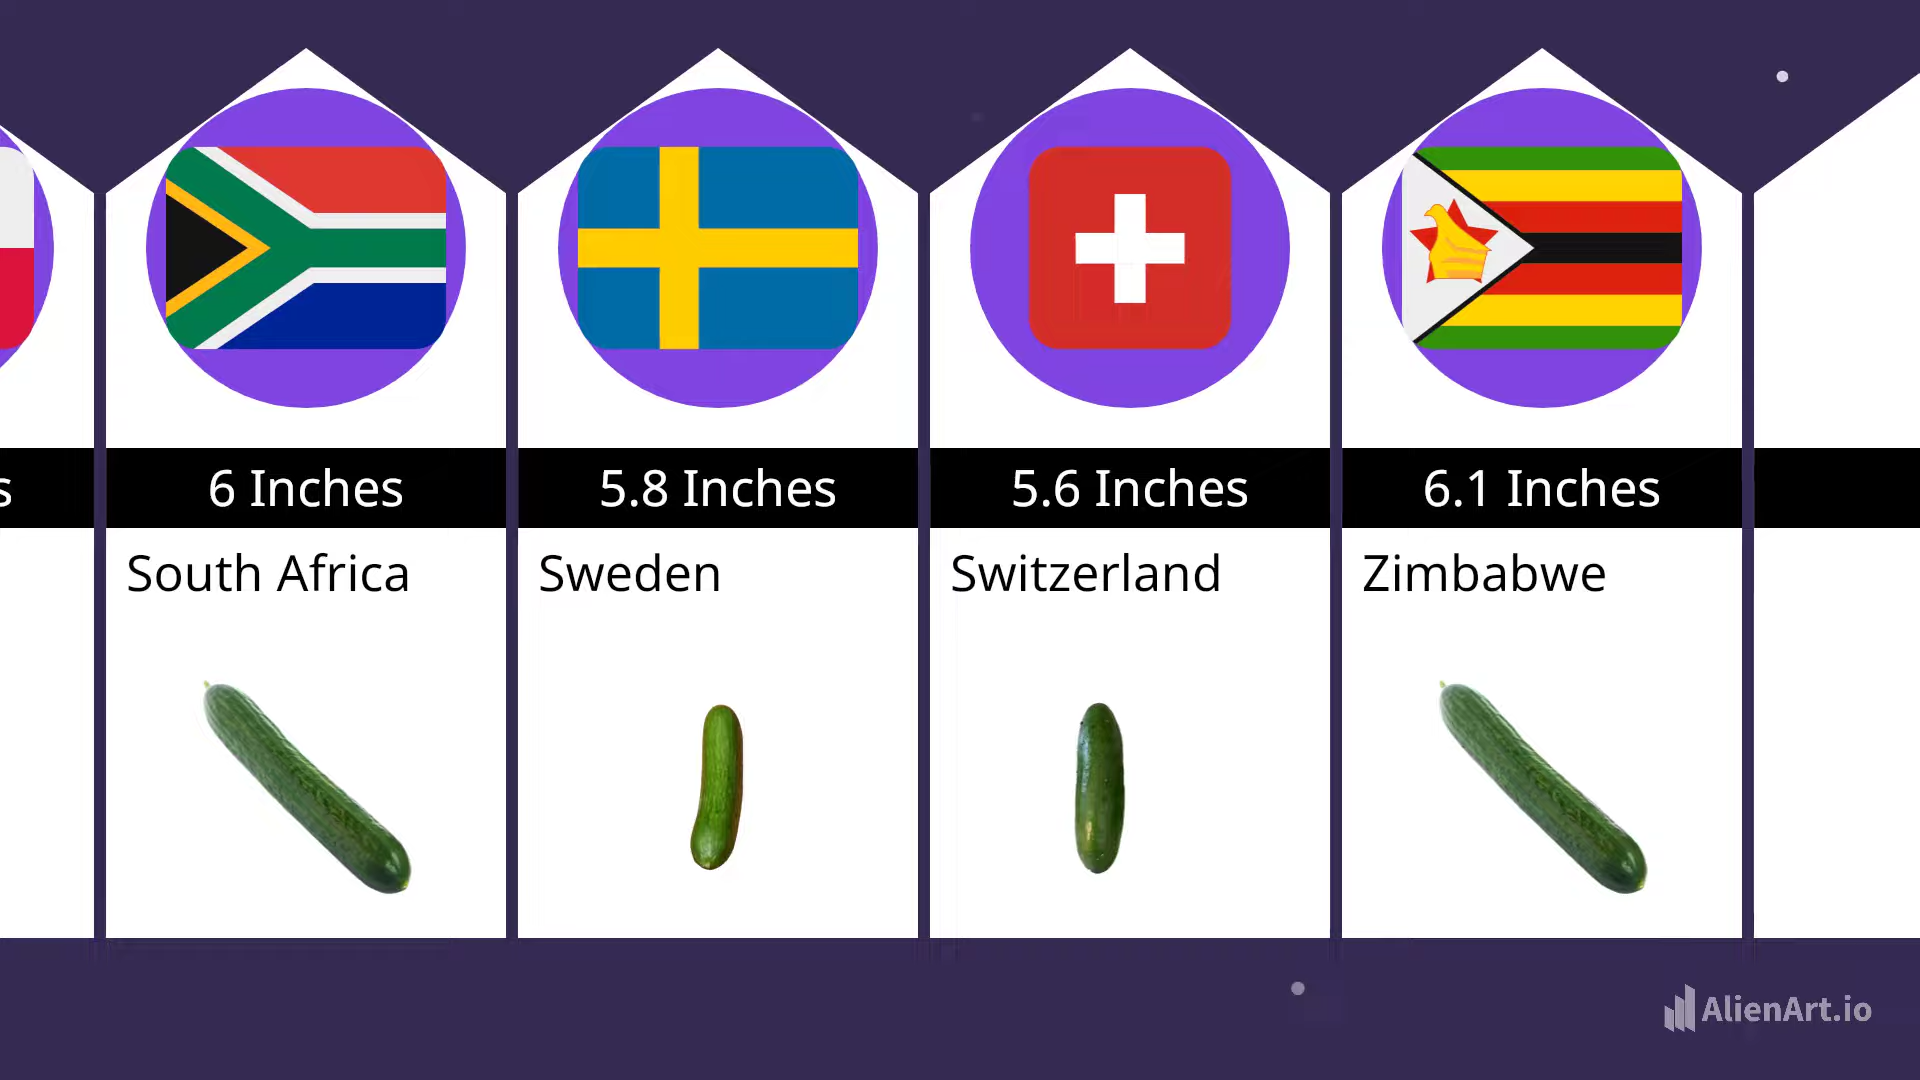 s
6 Inches
5.8 Inches
5.6 Inches
6.1 Inches
South Africa
Sweden
Switzerland
Zimbabwe
AlienArt.io